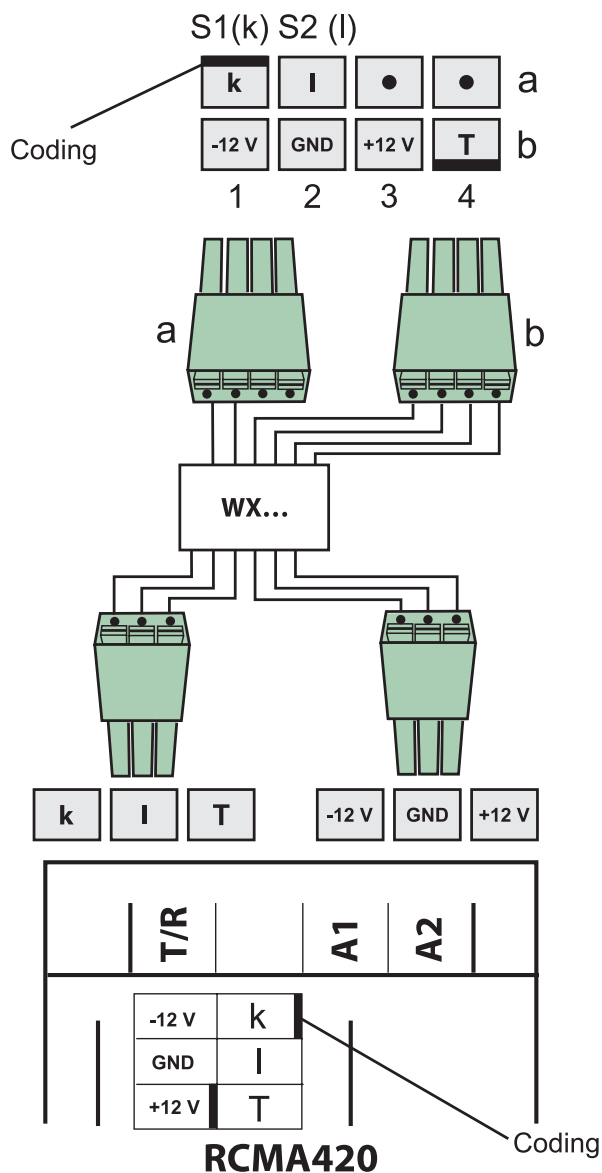 S1(k) S2 (l)
k l • • a
Coding
-12 V GND +12 V T b
1 2 3 4
a b
WX...
k l T -12 V GND +12 V
T/R A1 A2
-12 V k
GND l
+12 V T
Coding
RCMA420